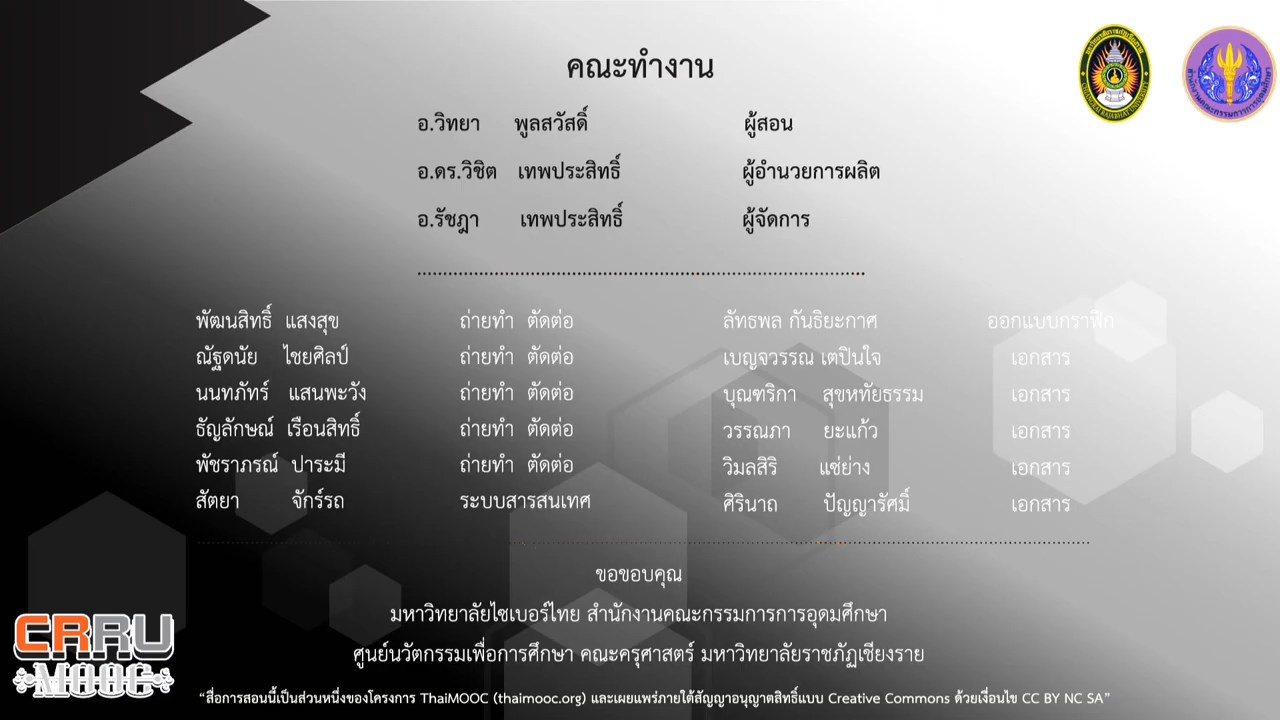 คณะทำงาน
อ.วิทยา พูลสวัสดิ์ ผู้สอน
อ.ดร.วิชิต เทพประสิทธิ์ ผู้อำนวยการผลิต
อ.รัชฎา เทพประสิทธิ์ ผู้จัดการ
พัฒนสิทธิ์ แสงสุข ถ่ายทำ ตัดต่อ ลัทธพล กันธิยะกาศ ออกแบบกราฟิก
ณัฐดนัย ไชยศิลป์ ถ่ายทำ ตัดต่อ เบญจวรรณ เตปินใจ เอกสาร
นนทภัทร์ แสนพะวัง ถ่ายทำ ตัดต่อ บุณฑริกา สุขหทัยธรรม เอกสาร
ธัญลักษณ์ เรือนสิทธิ์ ถ่ายทำ ตัดต่อ วรรณภา ยะแก้ว เอกสาร
พัชราภรณ์ ปาระมี ถ่ายทำ ตัดต่อ วิมลสิริ แซ่ย่าง เอกสาร
สัตยา จักร์รถ ระบบสารสนเทศ ศิรินาถ ปัญญารัศมิ์ เอกสาร
ขอขอบคุณ
มหาวิทยาลัยไซเบอร์ไทย สำนักงานคณะกรรมการการอุดมศึกษา
ศูนย์นวัตกรรมเพื่อการศึกษา คณะครุศาสตร์ มหาวิทยาลัยราชภัฏเชียงราย
CRRU
MOOC
“สื่อการสอนนี้เป็นส่วนหนึ่งของโครงการ ThaiMOOC (thaimooc.org) และเผยแพร่ภายใต้สัญญาอนุญาตสิทธิ์แบบ Creative Commons ด้วยเงื่อนไข CC BY NC SA”